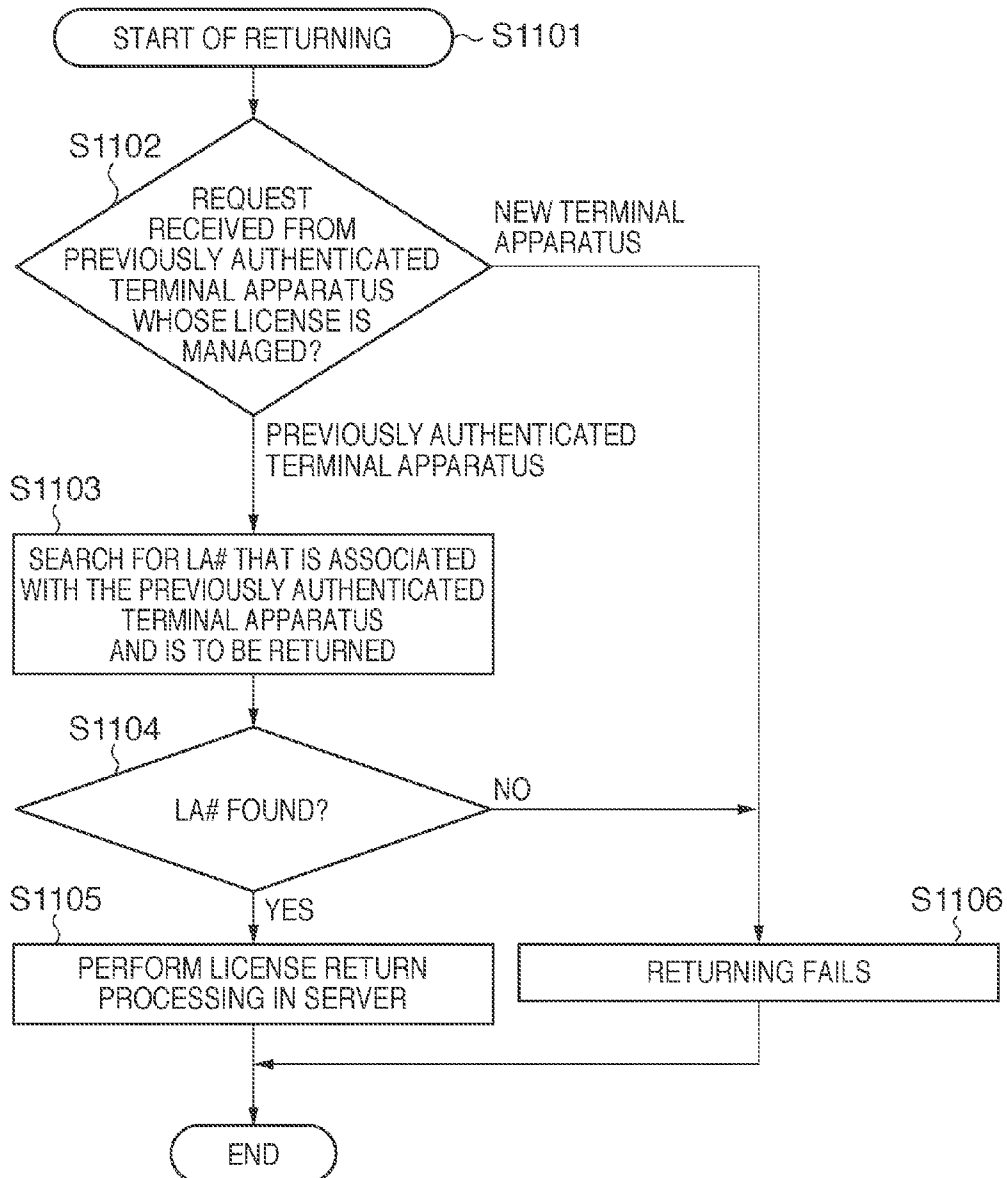 START OF RETURNING
S1101
S1102
REQUEST
RECEIVED FROM
PREVIOUSLY AUTHENTICATED
TERMINAL APPARATUS
WHOSE LICENSE IS
MANAGED?
NEW TERMINAL
APPARATUS
PREVIOUSLY AUTHENTICATED
TERMINAL APPARATUS
S1103
SEARCH FOR LA# THAT IS ASSOCIATED
WITH THE PREVIOUSLY AUTHENTICATED
TERMINAL APPARATUS
AND IS TO BE RETURNED
S1104
LA# FOUND?
NO
YES
S1105
PERFORM LICENSE RETURN
PROCESSING IN SERVER
S1106
RETURNING FAILS
END